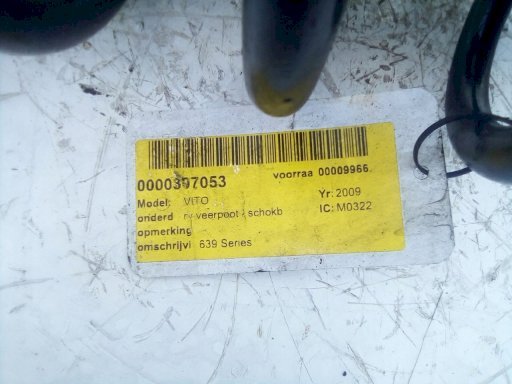 0000397053 voorraa 00009966
Model: VITO Yr: 2009
onderd veerpoot schokb IC: M0322
opmerking
omschrijvi 639 Series